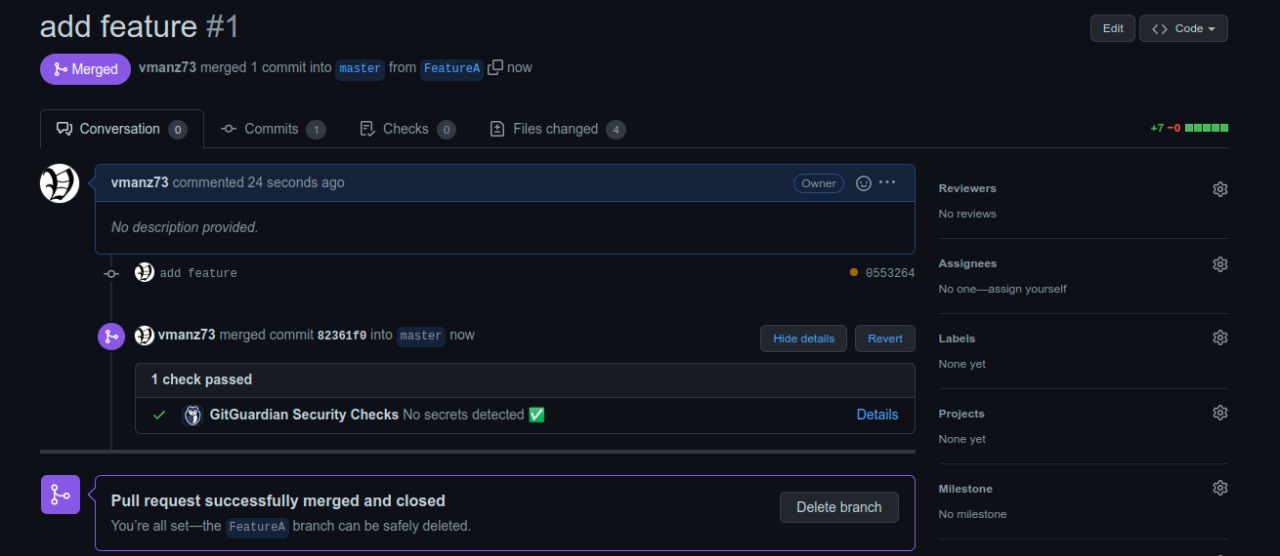 add feature #1
Edit
Code
Merged vmanz73 merged 1 commit into master from FeatureA now
Conversation 0 Commits 1 Checks 0 Files changed 4
+7 −0
vmanz73 commented 24 seconds ago
Owner
No description provided.
add feature
0553264
vmanz73 merged commit 82361f0 into master now
Hide details
Revert
1 check passed
GitGuardian Security Checks No secrets detected ✅
Details
Pull request successfully merged and closed
You're all set—the FeatureA branch can be safely deleted.
Delete branch
Reviewers
No reviews
Assignees
No one—assign yourself
Labels
None yet
Projects
None yet
Milestone
No milestone